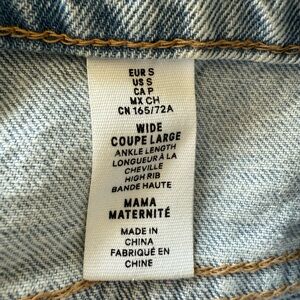 EUR S
US S
CA P
MX CH
CN 165/72A
WIDE
COUPE LARGE
ANKLE LENGTH
LONGUEUR À LA
CHEVILLE
HIGH RIB
BANDE HAUTE
MAMA
MATERNITÉ
MADE IN
CHINA
FABRIQUÉ EN
CHINE